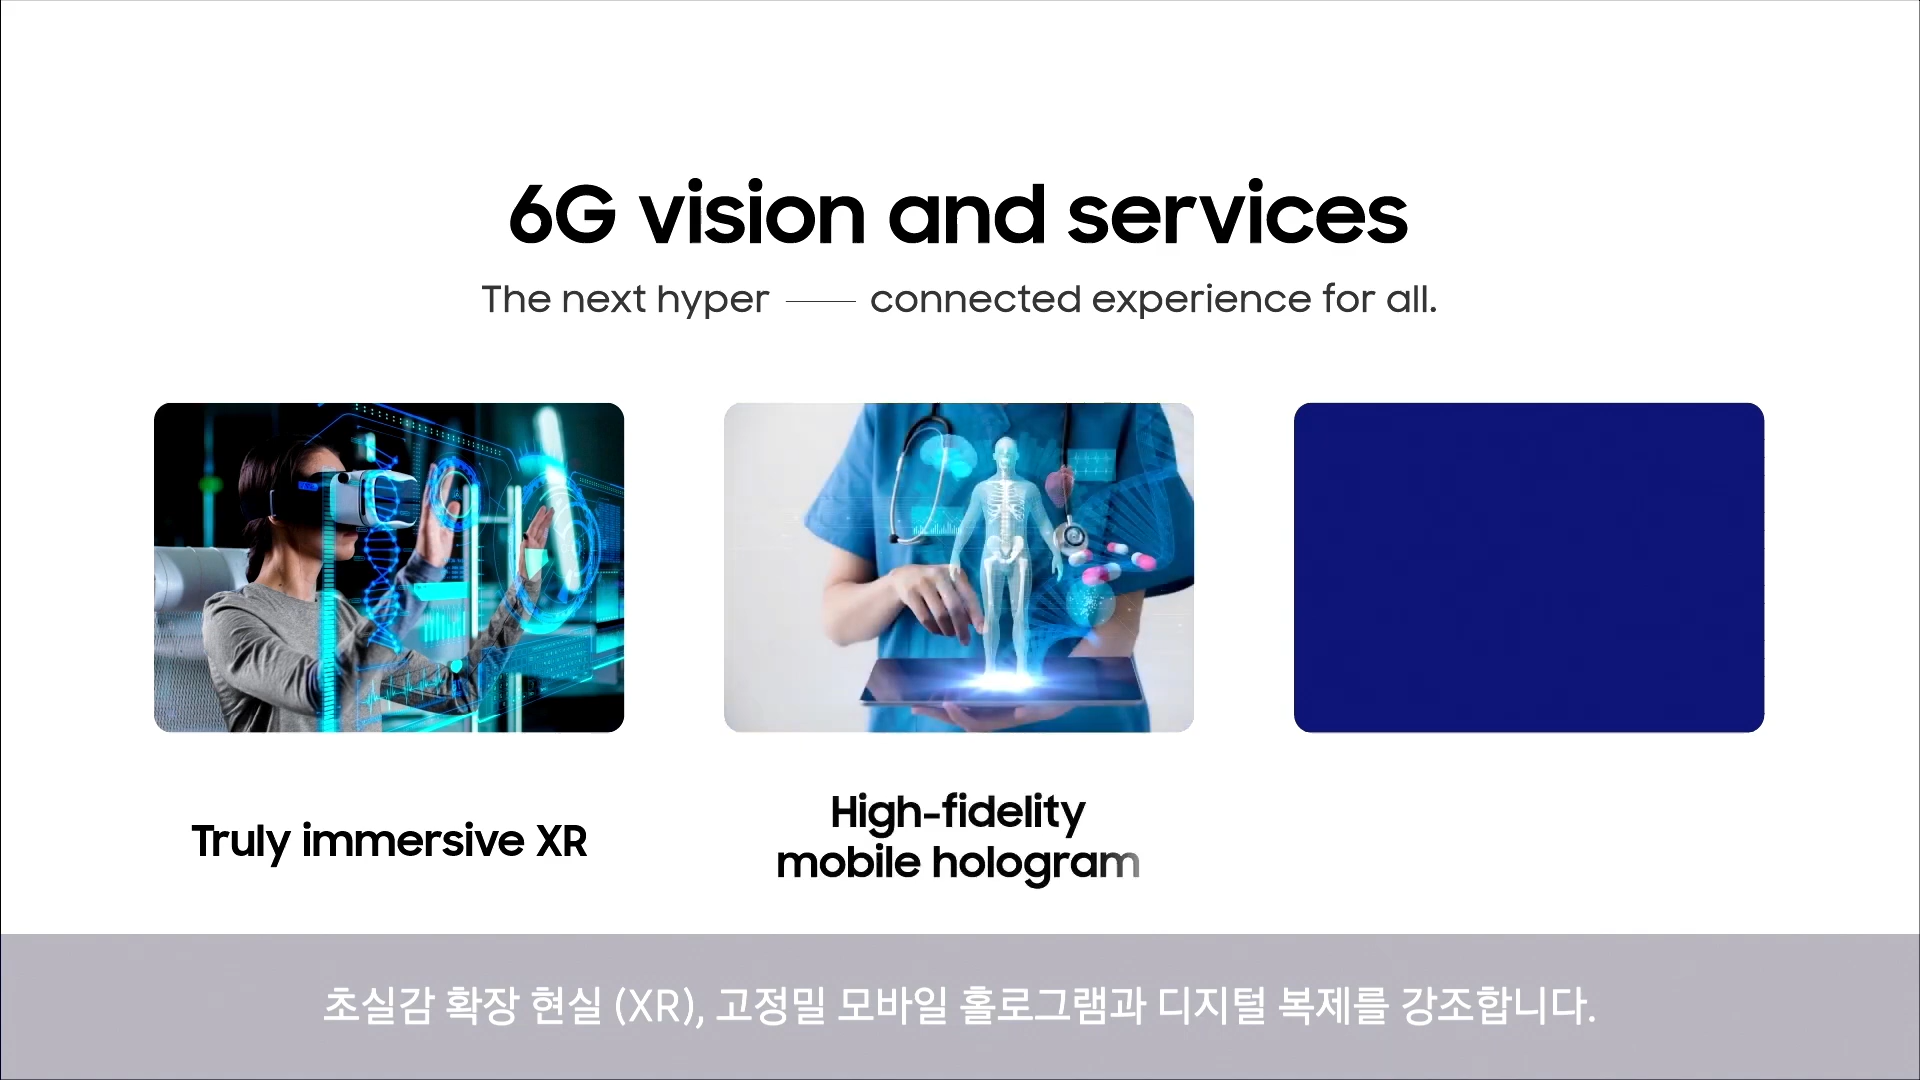 6G vision and services
The next hyper —— connected experience for all.
Truly immersive XR
High-fidelity
mobile hologram
초실감 확장 현실 (XR), 고정밀 모바일 홀로그램과 디지털 복제를 강조합니다.